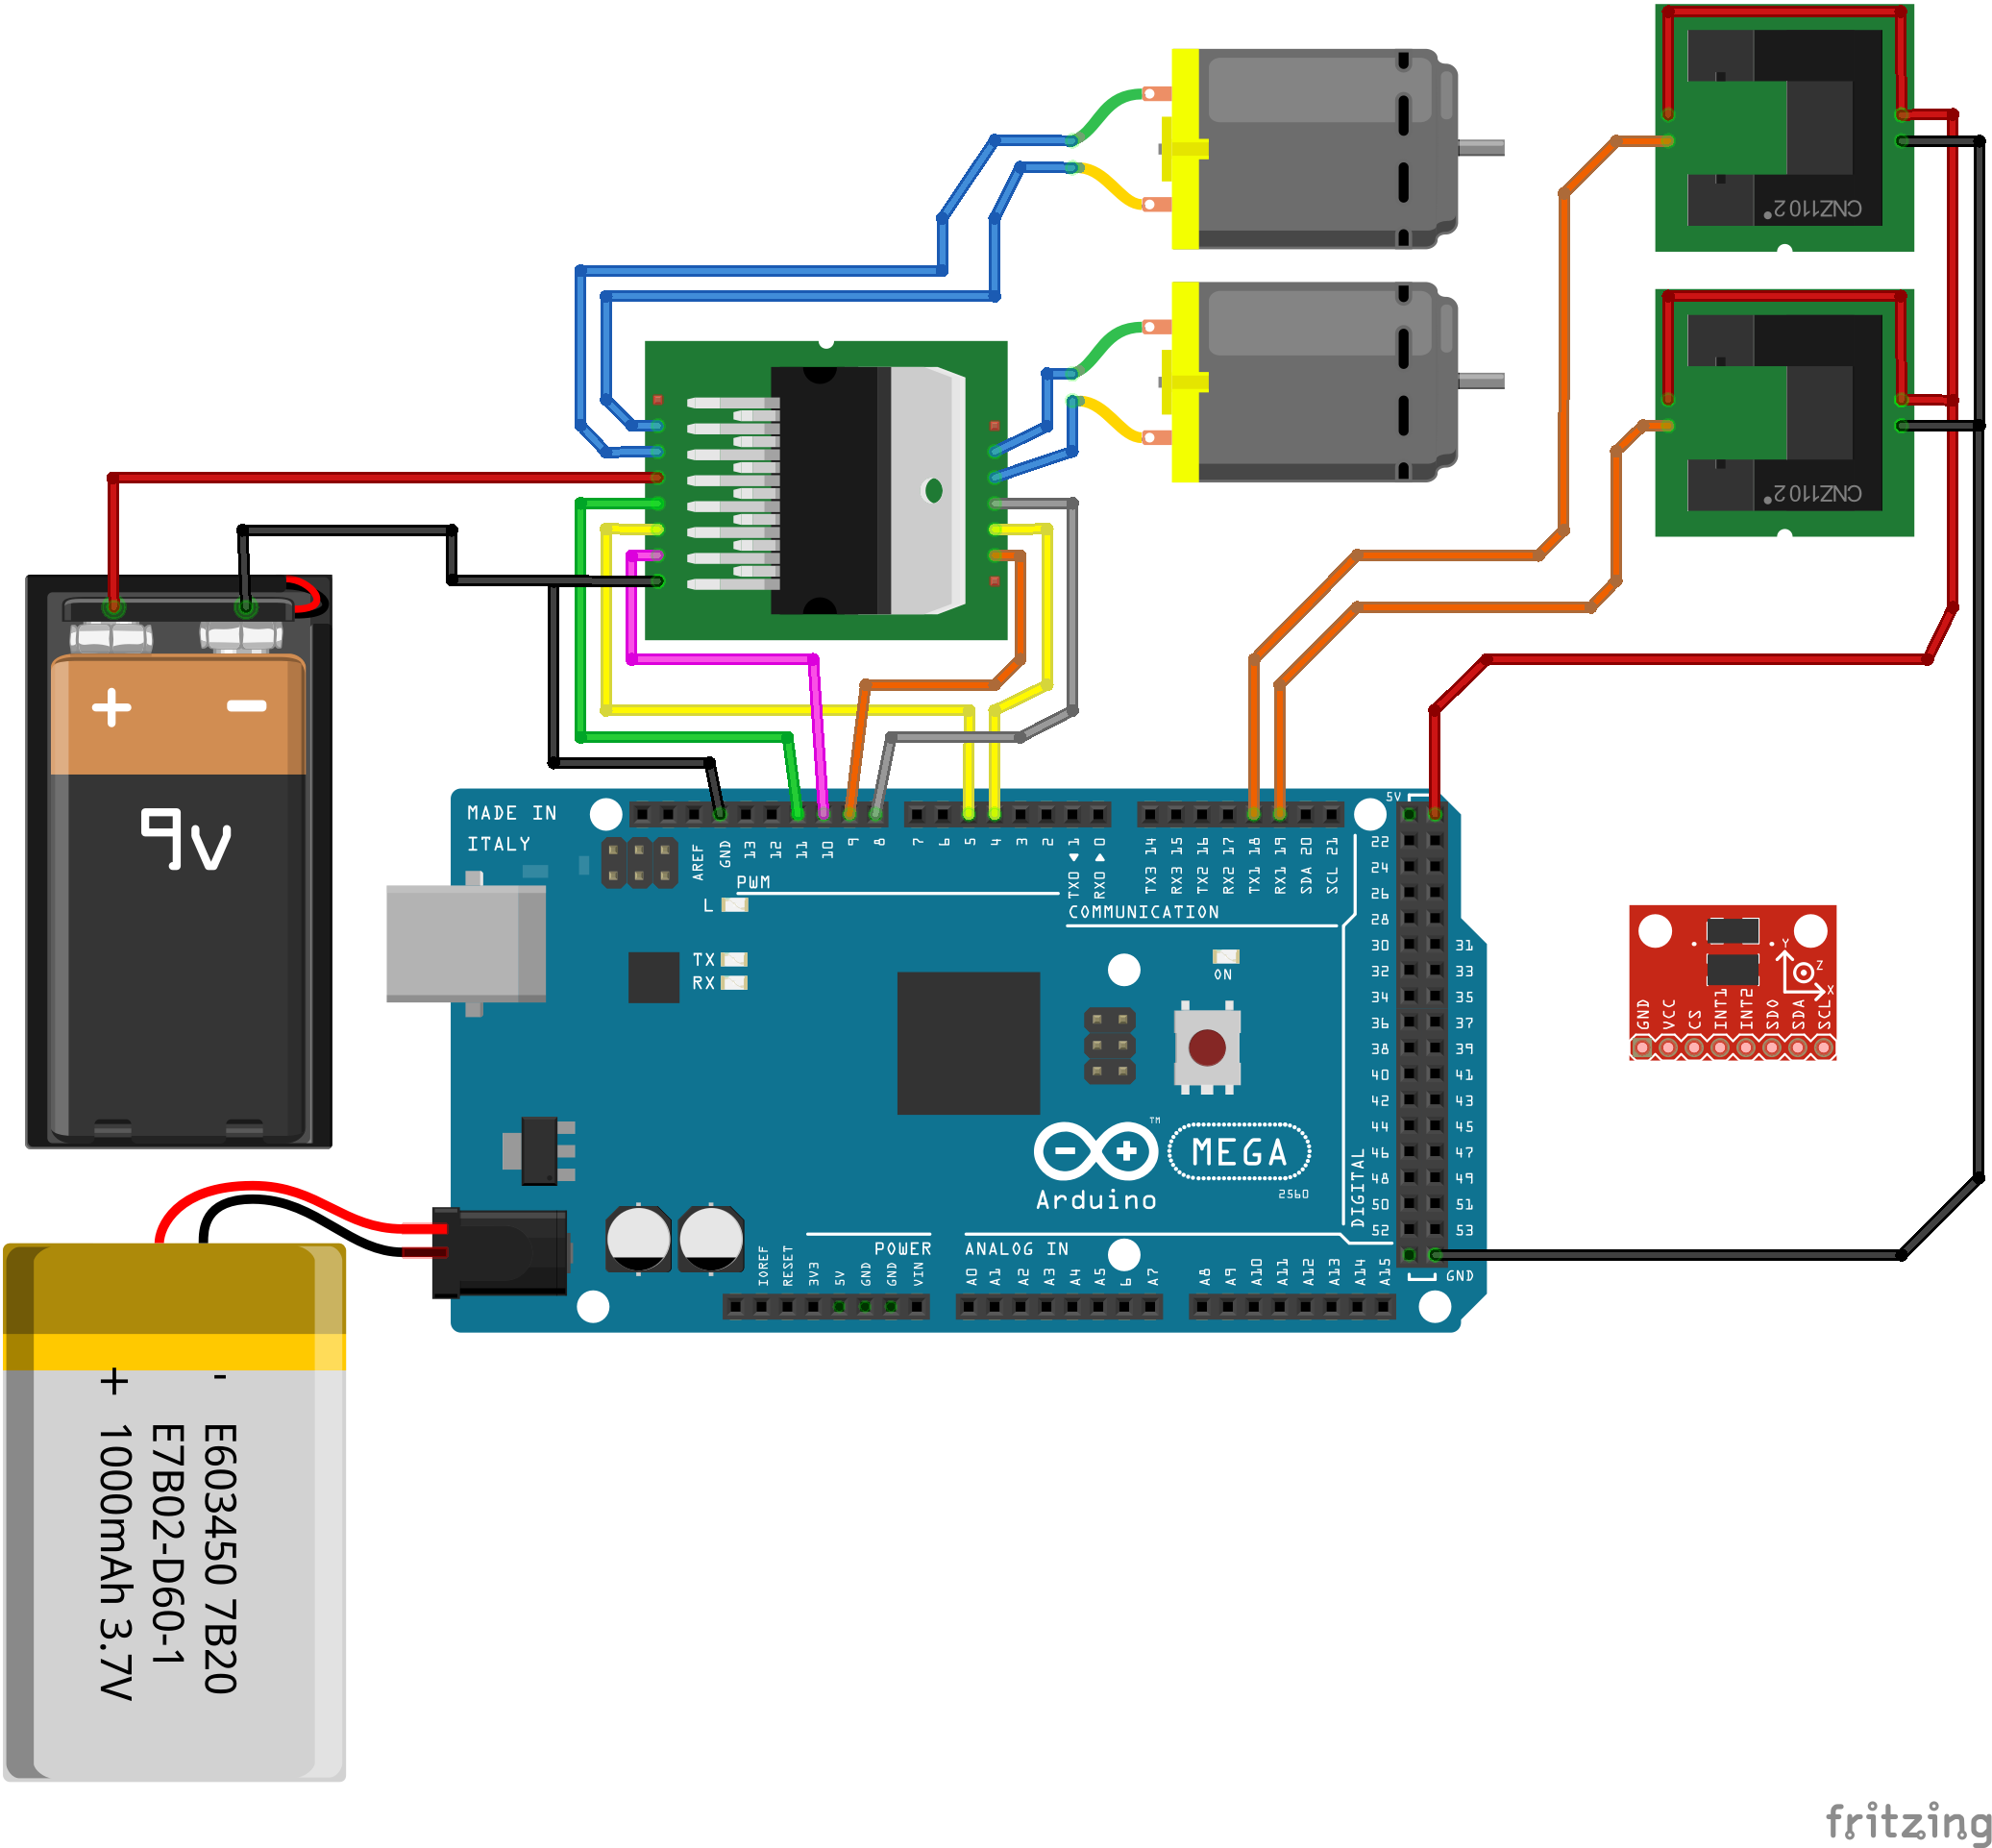 CNZ1102
CNZ1102
+ −
9v
MADE IN
ITALY
AREF
GND
13
12
11
10
9
8
7
6
5
4
3
2
TX0 ▶ 1
RX0 ◀ 0
TX3 14
RX3 15
TX2 16
RX2 17
TX1 18
RX1 19
SDA 20
SCL 21
PWM
COMMUNICATION
L
TX
RX
ON
5V
22
24
26
28
30 31
32 33
34 35
36 37
38 39
40 41
42 43
44 45
46 47
48 49
50 51
52 53
GND
DIGITAL
TM
MEGA
Arduino
2560
POWER
ANALOG IN
IOREF
RESET
3V3
5V
GND
GND
VIN
A0
A1
A2
A3
A4
A5
6
A7
A8
A9
A10
A11
A12
A13
A14
A15
Y
Z
X
GND
VCC
CS
INT1
INT2
SDO
SDA
SCL
-
E603450 7B20
E7B02-D60-1
+ 1000mAh 3.7V
fritzing